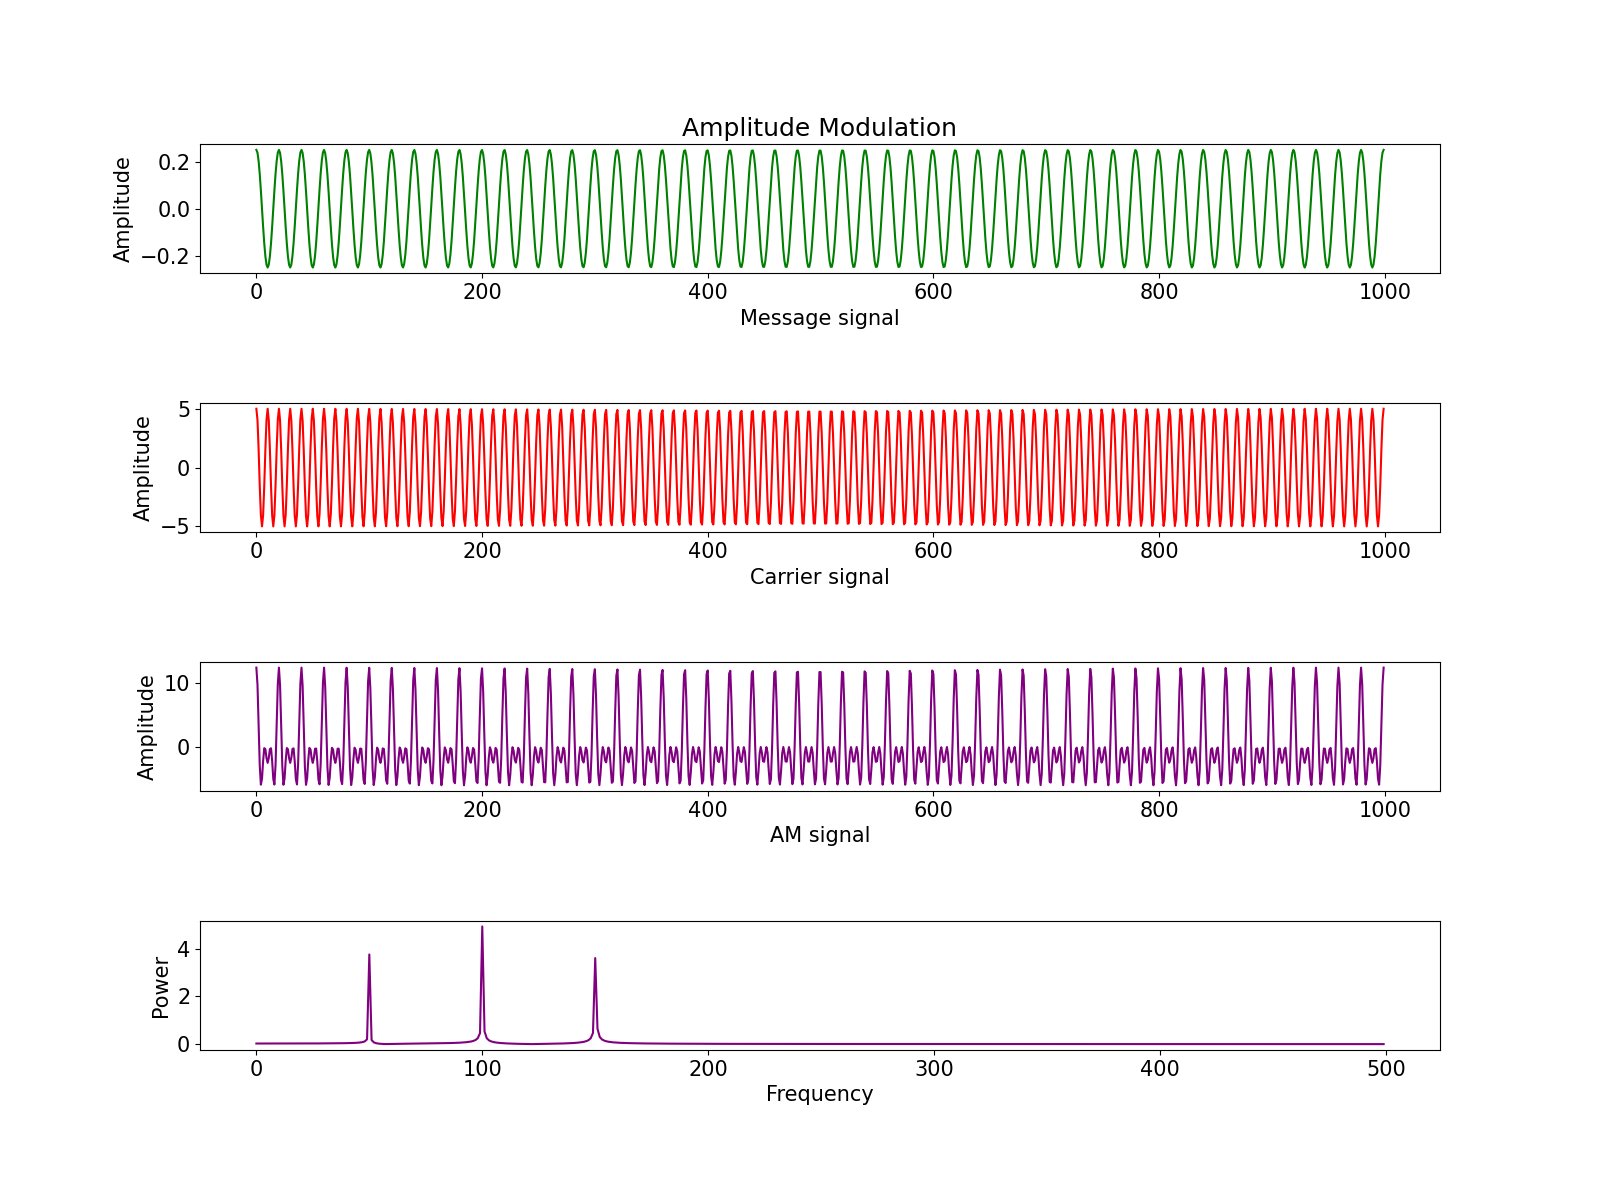 Amplitude Modulation
Amplitude
0.2
0.0
−0.2
0 200 400 600 800 1000
Message signal
Amplitude
5
0
−5
0 200 400 600 800 1000
Carrier signal
Amplitude
10
0
0 200 400 600 800 1000
AM signal
Power
4
2
0
0 100 200 300 400 500
Frequency